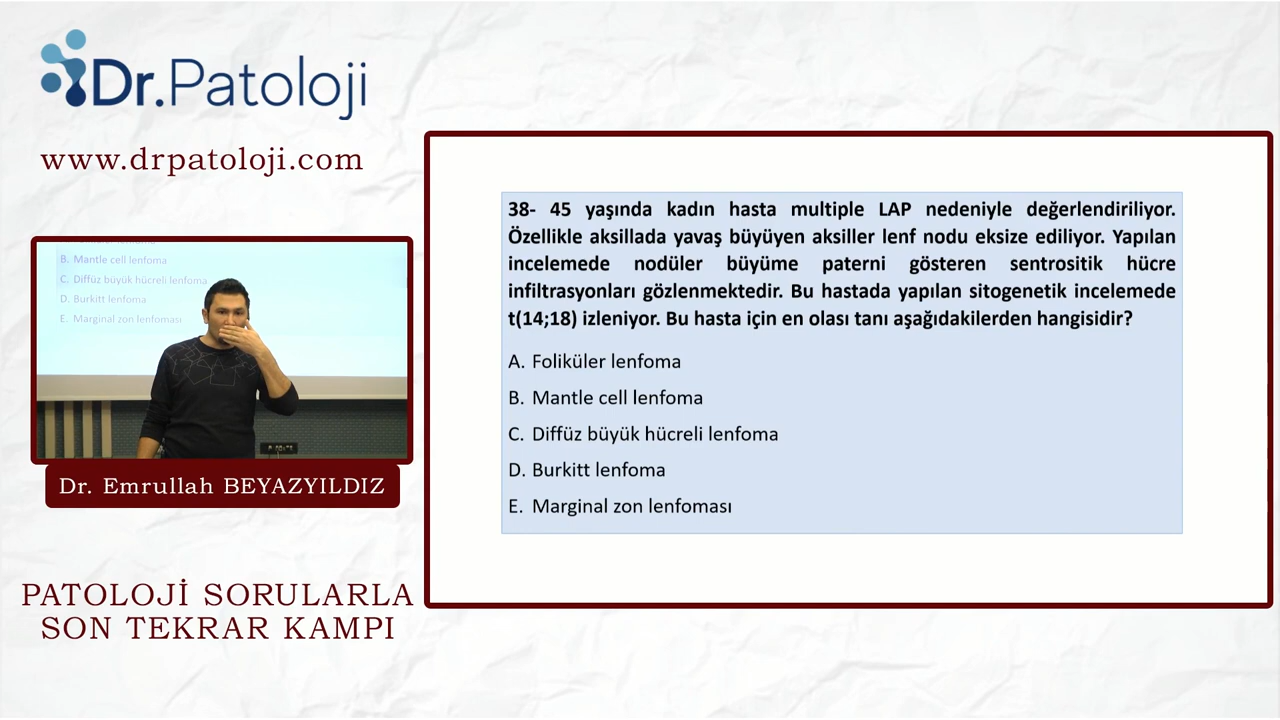 Dr.Patoloji
www.drpatoloji.com
B. Mantle cell lenfoma
C. Diffüz büyük hücreli lenfoma
D. Burkitt lenfoma
E. Marginal zon lenfoması
Dr. Emrullah BEYAZYILDIZ
PATOLOJİ SORULARLA
SON TEKRAR KAMPI
38- 45 yaşında kadın hasta multiple LAP nedeniyle değerlendiriliyor.
Özellikle aksillada yavaş büyüyen aksiller lenf nodu eksize ediliyor. Yapılan
incelemede nodüler büyüme paterni gösteren sentrositik hücre
infiltrasyonları gözlenmektedir. Bu hastada yapılan sitogenetik incelemede
t(14;18) izleniyor. Bu hasta için en olası tanı aşağıdakilerden hangisidir?
A. Foliküler lenfoma
B. Mantle cell lenfoma
C. Diffüz büyük hücreli lenfoma
D. Burkitt lenfoma
E. Marginal zon lenfoması